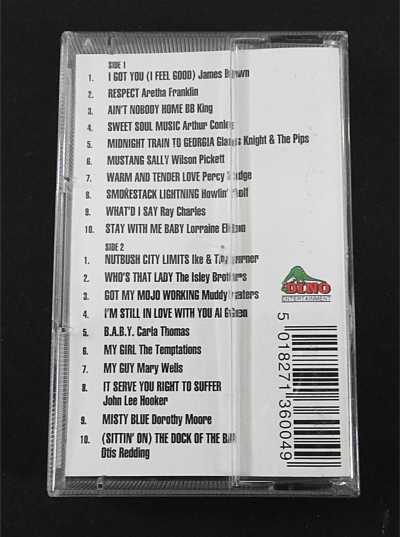 SIDE 1
1. I GOT YOU (I FEEL GOOD) James Brown
2. RESPECT Aretha Franklin
3. AIN'T NOBODY HOME BB King
4. SWEET SOUL MUSIC Arthur Conley
5. MIDNIGHT TRAIN TO GEORGIA Gladys Knight & The Pips
6. MUSTANG SALLY Wilson Pickett
7. WARM AND TENDER LOVE Percy Sledge
8. SMOKESTACK LIGHTNING Howlin' Wolf
9. WHAT'D I SAY Ray Charles
10. STAY WITH ME BABY Lorraine Ellison
SIDE 2
1. NUTBUSH CITY LIMITS Ike & Tina Turner
2. WHO'S THAT LADY The Isley Brothers
3. GOT MY MOJO WORKING Muddy Waters
4. I'M STILL IN LOVE WITH YOU Al Green
5. B.A.B.Y. Carla Thomas
6. MY GIRL The Temptations
7. MY GUY Mary Wells
8. IT SERVE YOU RIGHT TO SUFFER
John Lee Hooker
9. MISTY BLUE Dorothy Moore
10. (SITTIN' ON) THE DOCK OF THE BAY
Otis Redding
DINO
ENTERTAINMENT
5 018271 360049